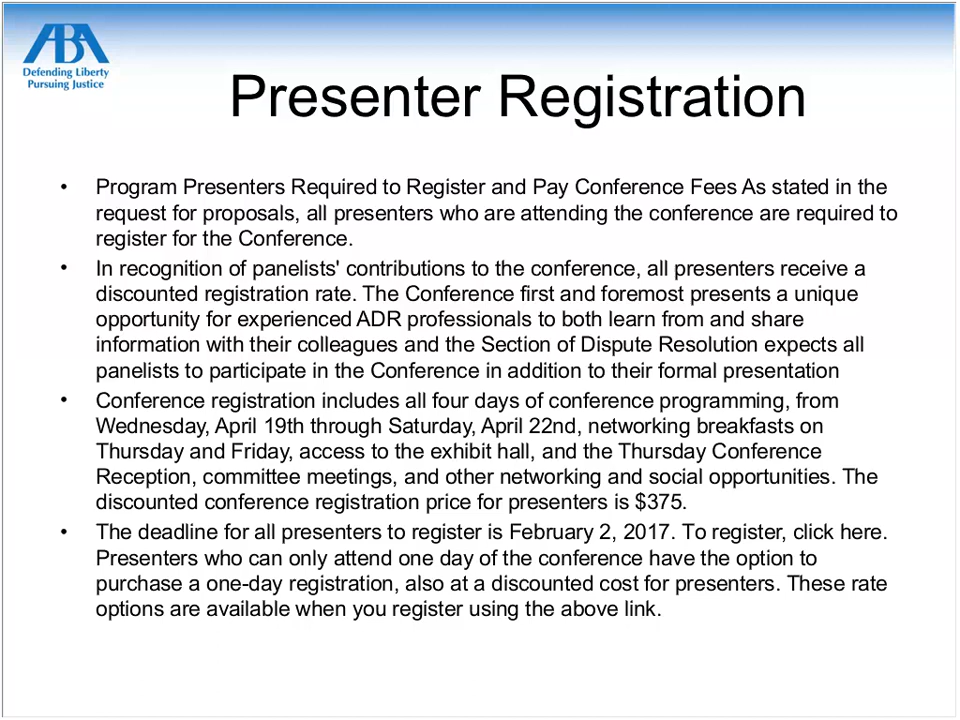 ABA
Defending Liberty
Pursuing Justice
Presenter Registration
• Program Presenters Required to Register and Pay Conference Fees As stated in the
request for proposals, all presenters who are attending the conference are required to
register for the Conference.
• In recognition of panelists' contributions to the conference, all presenters receive a
discounted registration rate. The Conference first and foremost presents a unique
opportunity for experienced ADR professionals to both learn from and share
information with their colleagues and the Section of Dispute Resolution expects all
panelists to participate in the Conference in addition to their formal presentation
• Conference registration includes all four days of conference programming, from
Wednesday, April 19th through Saturday, April 22nd, networking breakfasts on
Thursday and Friday, access to the exhibit hall, and the Thursday Conference
Reception, committee meetings, and other networking and social opportunities. The
discounted conference registration price for presenters is $375.
• The deadline for all presenters to register is February 2, 2017. To register, click here.
Presenters who can only attend one day of the conference have the option to
purchase a one-day registration, also at a discounted cost for presenters. These rate
options are available when you register using the above link.